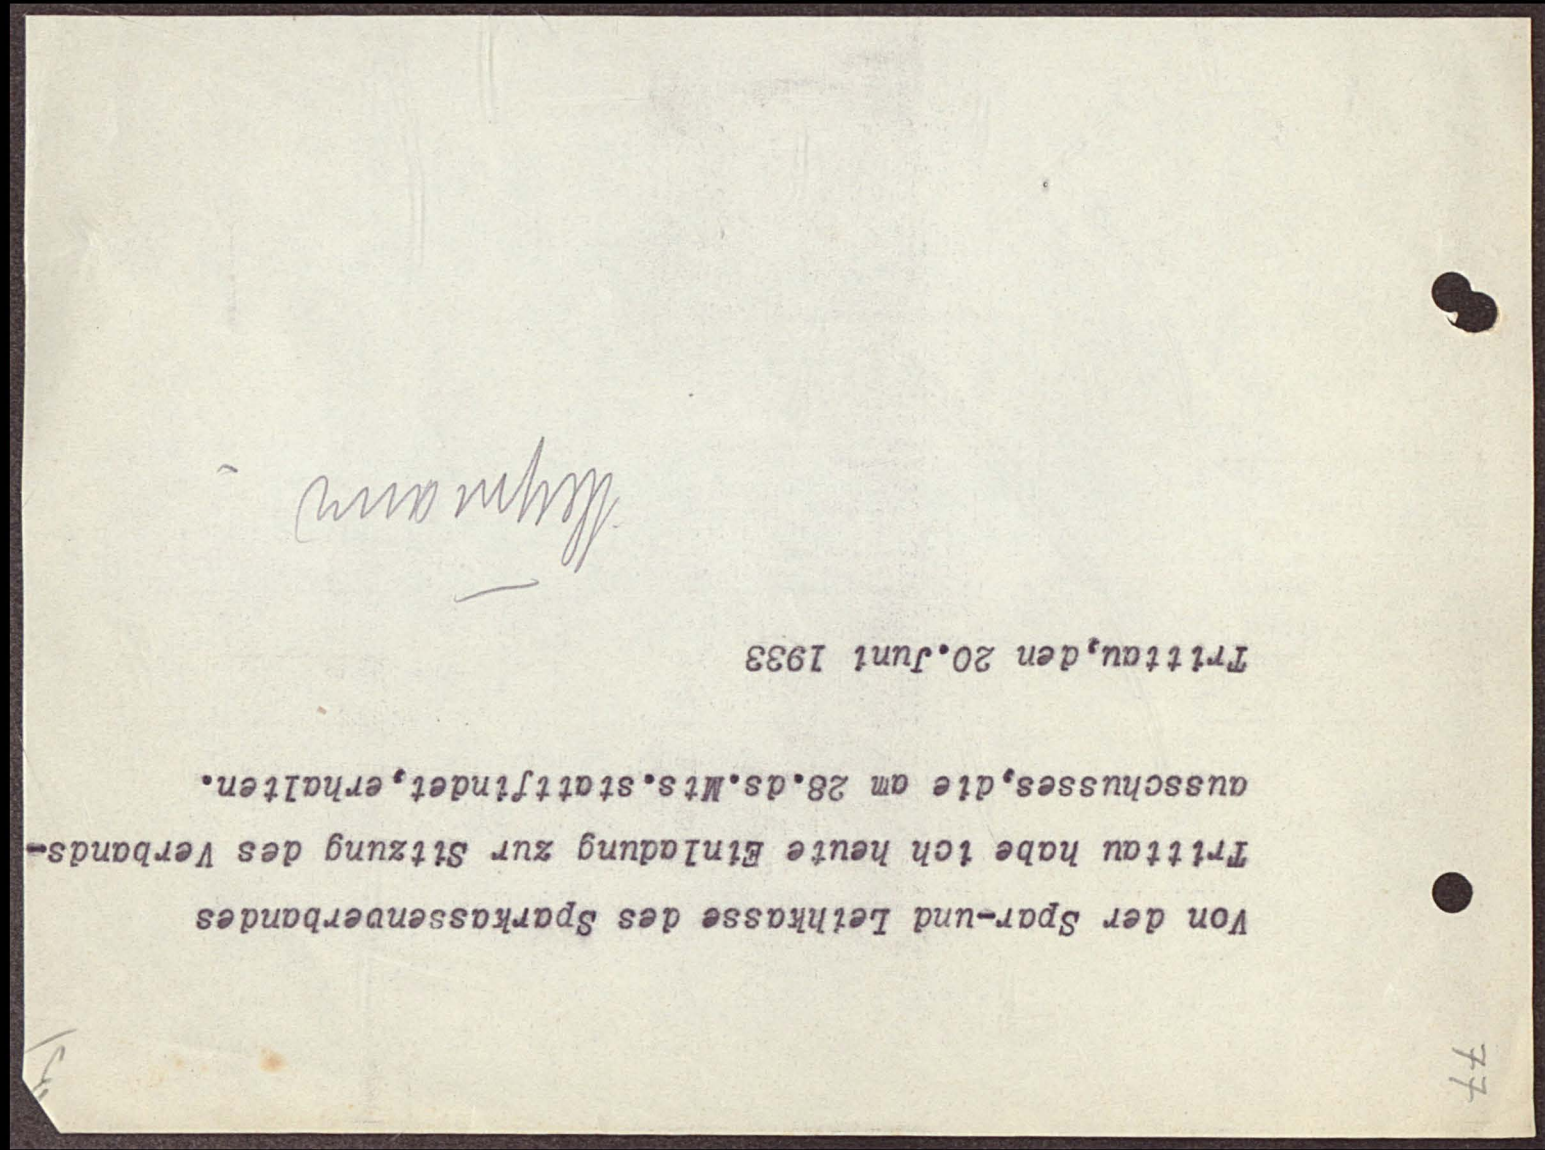 77
Von der Spar-und Leihkasse des Sparkassenverbandes
Trittau habe ich heute Einladung zur Sitzung des Verbands-
ausschusses,die am 28.ds.Mts.stattfindet,erhalten.
Trittau,den 20.Juni 1933